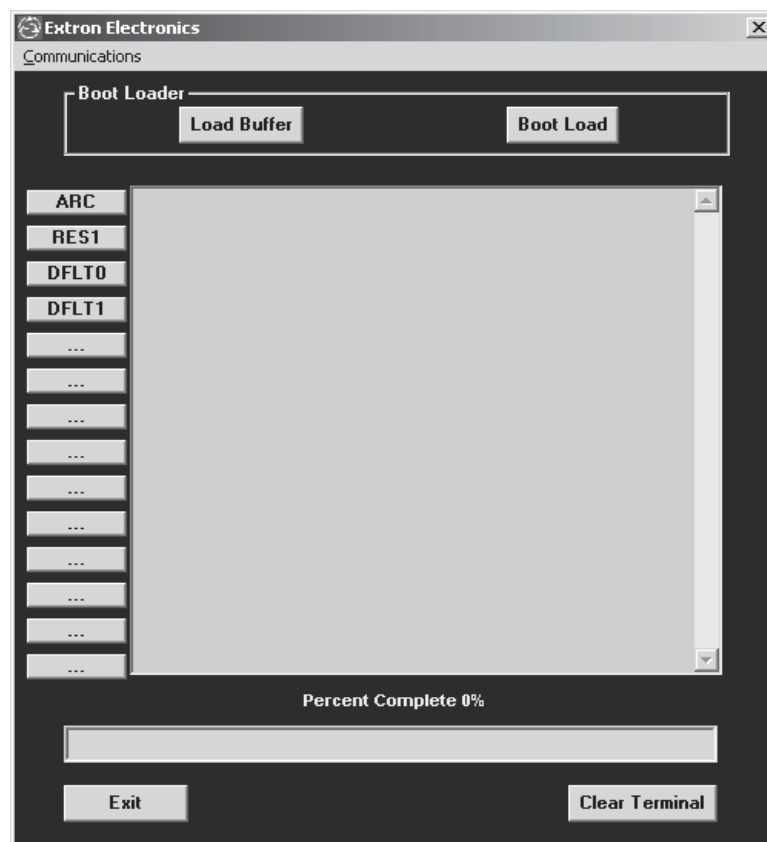 Extron Electronics
Communications
Boot Loader
Load Buffer
Boot Load
ARC
RES1
DFLT0
DFLT1
...
...
...
...
...
...
...
...
...
...
Percent Complete 0%
Exit
Clear Terminal